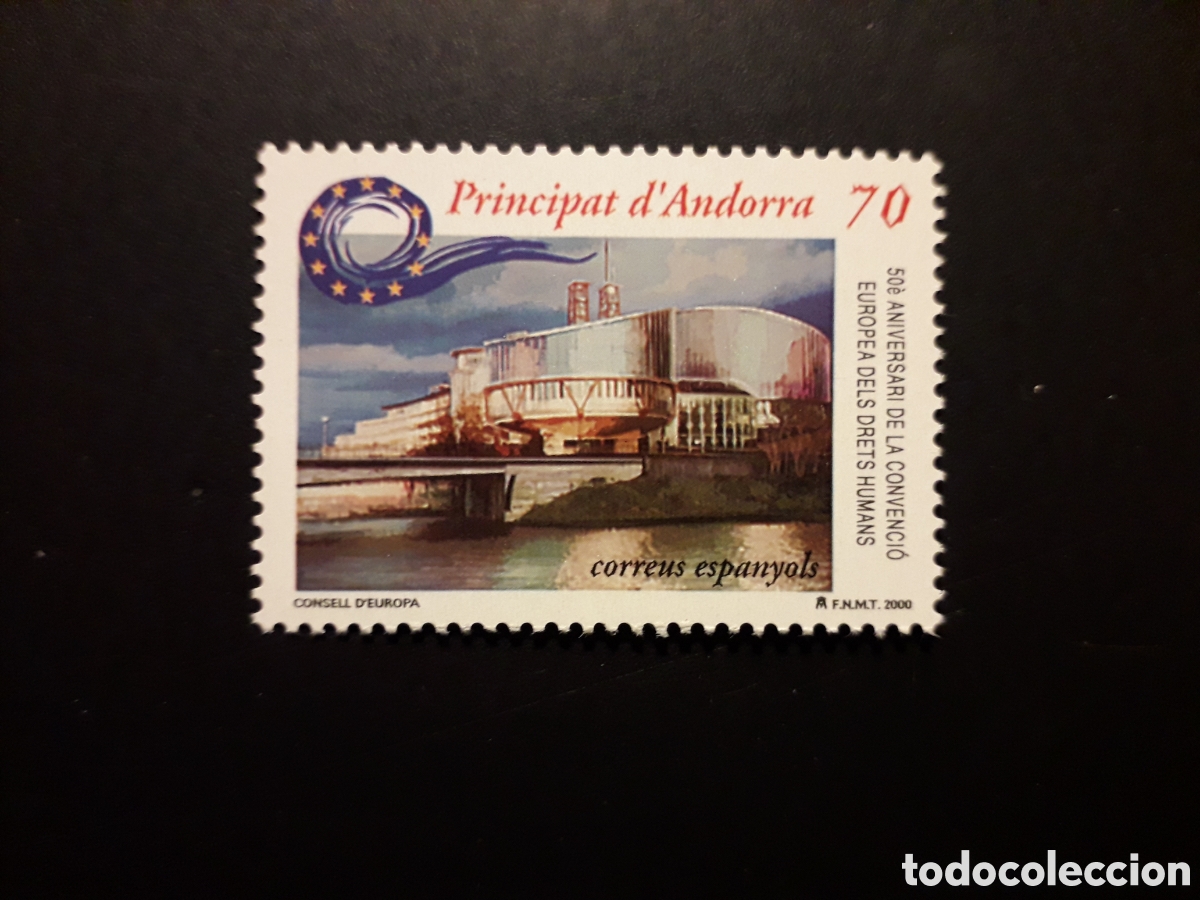 Principat d'Andorra
70
50è ANIVERSARI DE LA CONVENCIÓ
EUROPEA DELS DRETS HUMANS
correus espanyols
CONSELL D'EUROPA
F.N.M.T. 2000
todocoleccion